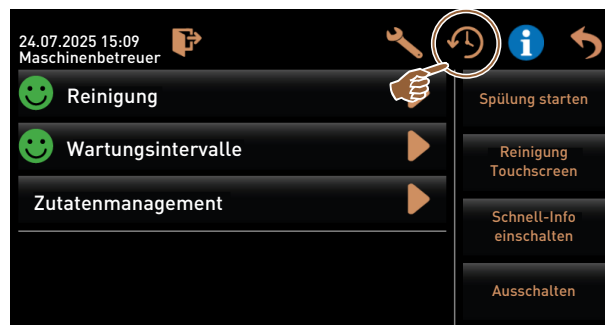 24.07.2025 15:09
Maschinenbetreuer
Reinigung
Wartungsintervalle
Zutatenmanagement
Spülung starten
Reinigung
Touchscreen
Schnell-Info
einschalten
Ausschalten